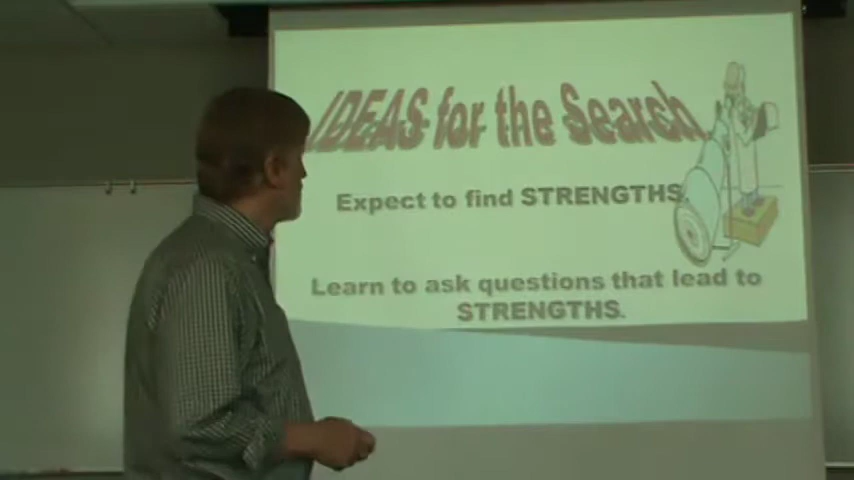 IDEAS for the Search
Expect to find STRENGTHS
Learn to ask questions that lead to
STRENGTHS.